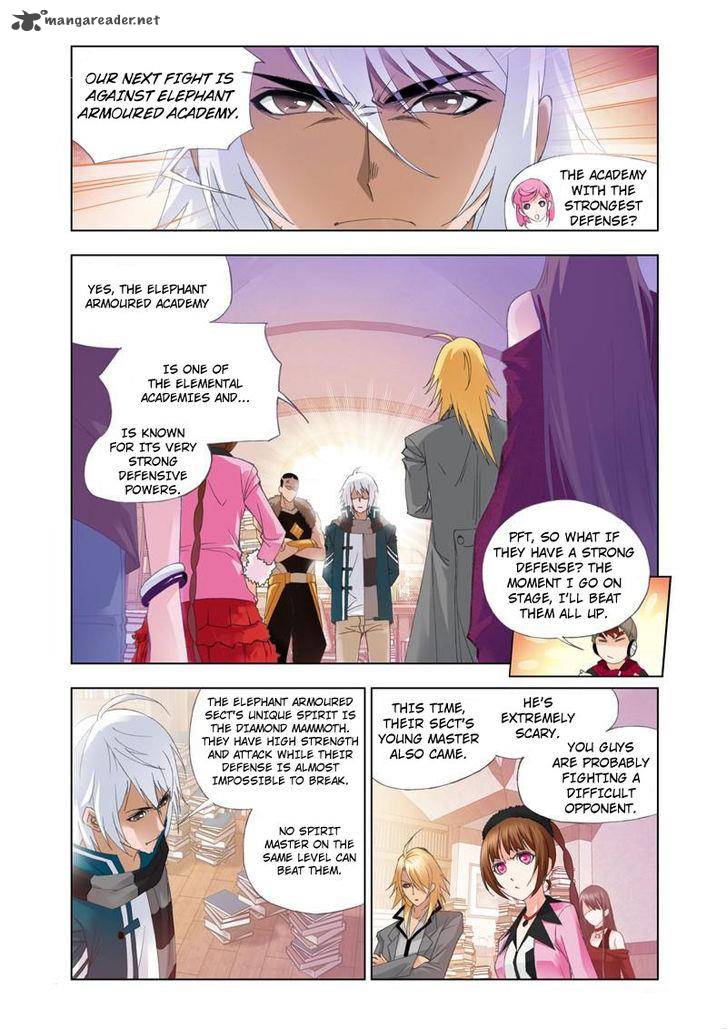 mangareader.net
OUR NEXT FIGHT IS
AGAINST ELEPHANT
ARMOURED ACADEMY.
THE ACADEMY
WITH THE
STRONGEST
DEFENSE?
YES, THE ELEPHANT
ARMOURED ACADEMY
IS ONE OF
THE ELEMENTAL
ACADEMIES AND...
IS KNOWN
FOR ITS VERY
STRONG
DEFENSIVE
POWERS.
PFT, SO WHAT IF
THEY HAVE A STRONG
DEFENSE? THE
MOMENT I GO ON
STAGE, I'LL BEAT
THEM ALL UP.
THE ELEPHANT ARMOURED
SECT'S UNIQUE SPIRIT IS
THE DIAMOND MAMMOTH.
THEY HAVE HIGH STRENGTH
AND ATTACK WHILE THEIR
DEFENSE IS ALMOST
IMPOSSIBLE TO BREAK.
NO SPIRIT
MASTER ON
THE SAME LEVEL CAN
BEAT THEM.
THIS TIME,
THEIR SECT'S
YOUNG MASTER
ALSO CAME.
HE'S
EXTREMELY
SCARY.
YOU GUYS
ARE PROBABLY
FIGHTING A
DIFFICULT
OPPONENT.